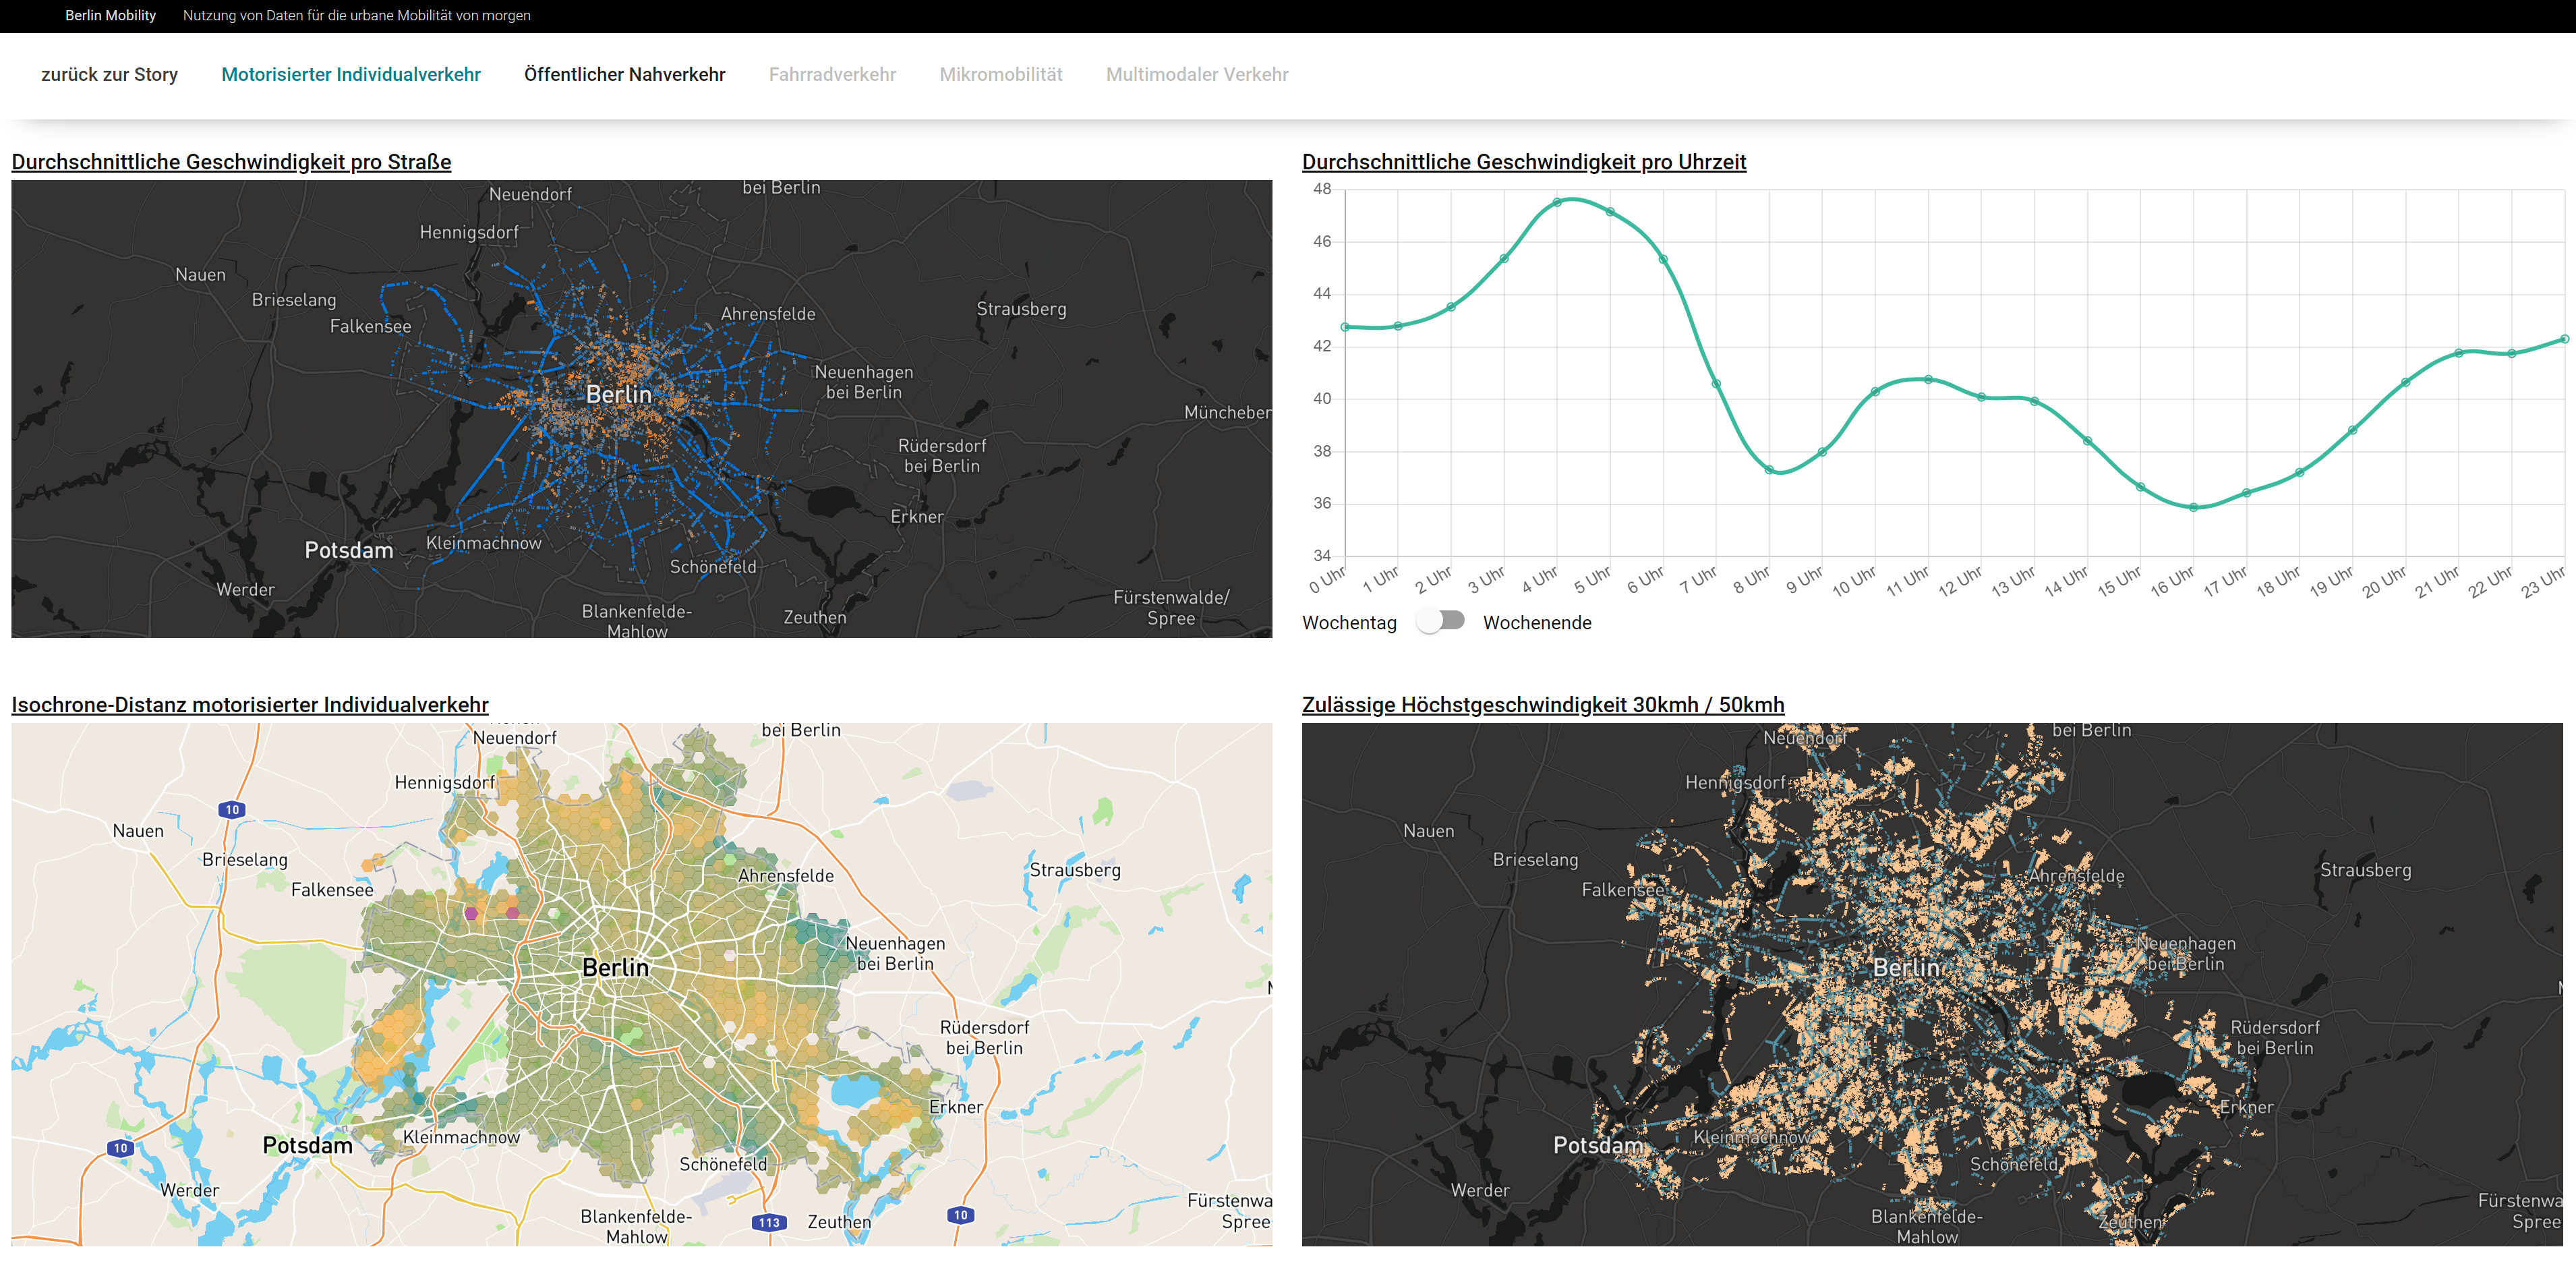 Berlin Mobility Nutzung von Daten für die urbane Mobilität von morgen
zurück zur Story Motorisierter Individualverkehr Öffentlicher Nahverkehr Fahrradverkehr Mikromobilität Multimodaler Verkehr
Durchschnittliche Geschwindigkeit pro Straße
Neuendorf
bei Berlin
Hennigsdorf
Nauen
Brieselang
Falkensee
Ahrensfelde
Strausberg
Neuenhagen
bei Berlin
Berlin
Müncheber
Rüdersdorf
bei Berlin
Erkner
Potsdam
Kleinmachnow
Schönefeld
Werder
Blankenfelde-
Mahlow
Zeuthen
Fürstenwalde/
Spree
Durchschnittliche Geschwindigkeit pro Uhrzeit
48
46
44
42
40
38
36
34
0 Uhr
1 Uhr
2 Uhr
3 Uhr
4 Uhr
5 Uhr
6 Uhr
7 Uhr
8 Uhr
9 Uhr
10 Uhr
11 Uhr
12 Uhr
13 Uhr
14 Uhr
15 Uhr
16 Uhr
17 Uhr
18 Uhr
19 Uhr
20 Uhr
21 Uhr
22 Uhr
23 Uhr
Wochentag Wochenende
Isochrone-Distanz motorisierter Individualverkehr
Neuendorf
bei Berlin
Hennigsdorf
10
Nauen
Brieselang
Falkensee
Ahrensfelde
Strausberg
Neuenhagen
bei Berlin
Berlin
Rüdersdorf
bei Berlin
Erkner
10
Potsdam
Kleinmachnow
Schönefeld
Werder
Blankenfelde-
Mahlow
113
Zeuthen
10
Fürstenwa
Spree
Zulässige Höchstgeschwindigkeit 30kmh / 50kmh
Neuendorf
bei Berlin
Hennigsdorf
Nauen
Brieselang
Falkensee
Ahrensfelde
Strausberg
Neuenhagen
bei Berlin
Berlin
Rüdersdorf
bei Berlin
Erkner
Potsdam
Kleinmachnow
Schönefeld
Werder
Blankenfelde-
Mahlow
Zeuthen
Fürstenwa
Spree